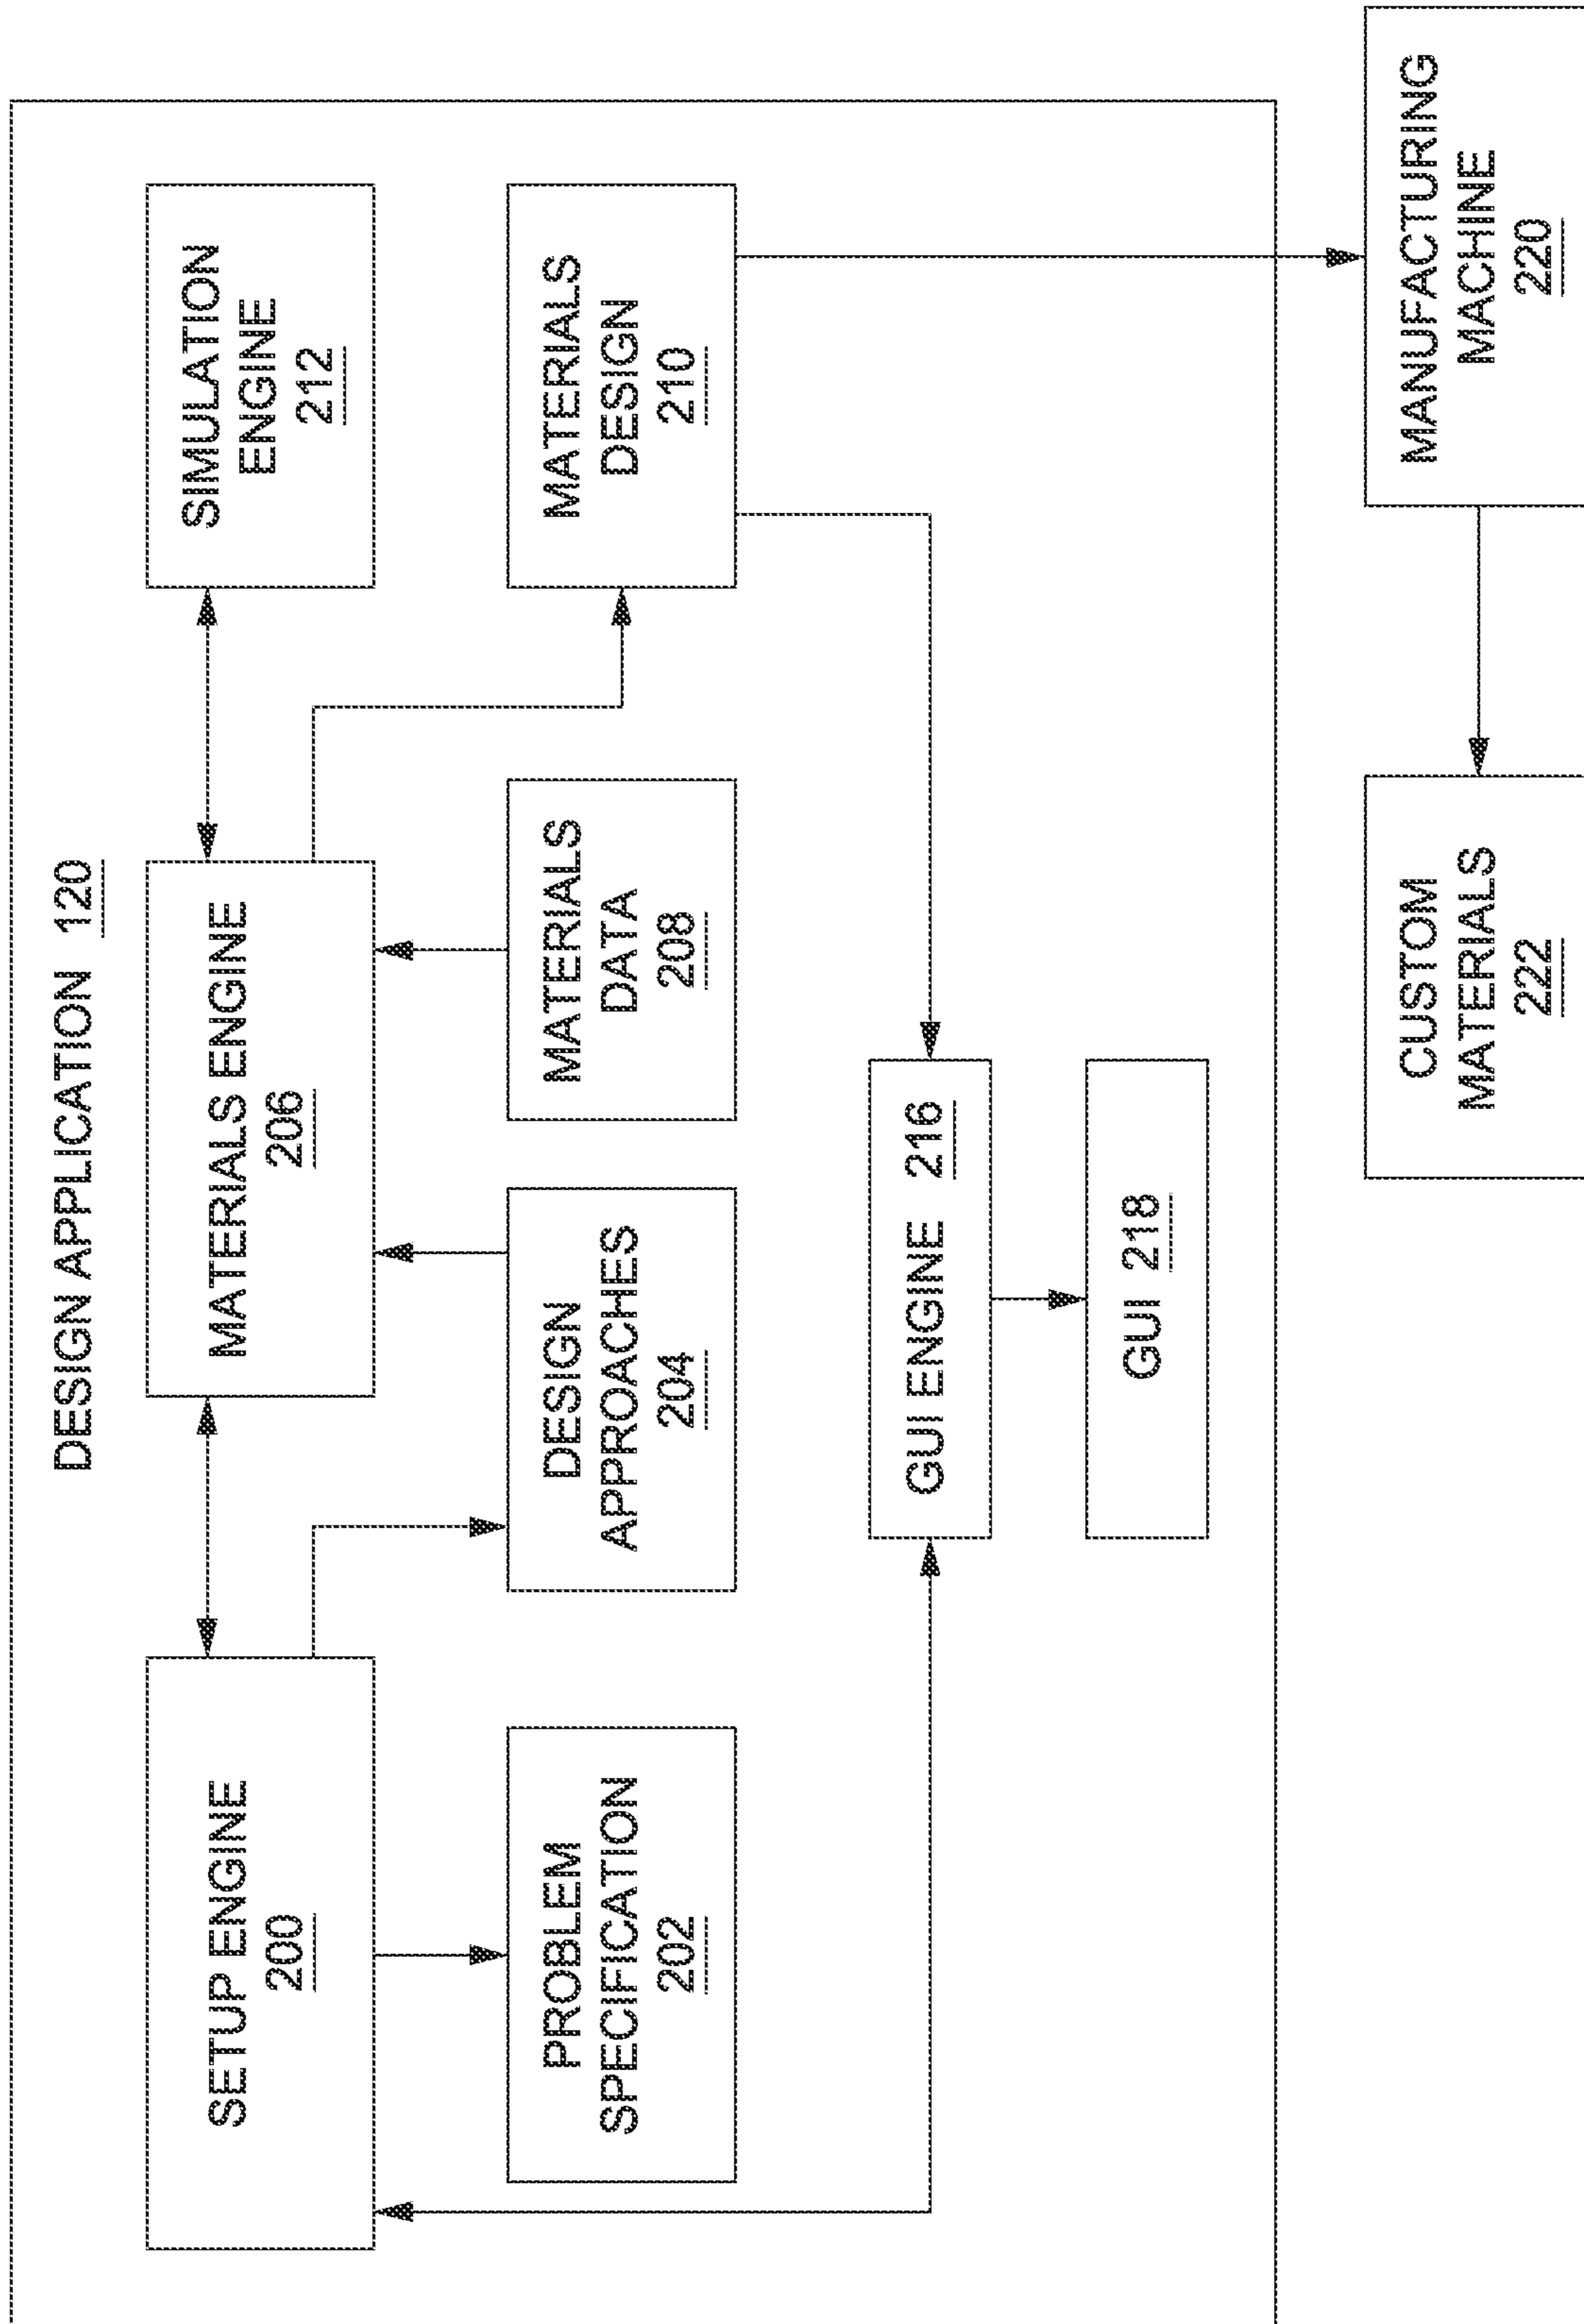 DESIGN APPLICATION 120
SETUP ENGINE
200
MATERIALS ENGINE
206
SIMULATION
ENGINE
212
PROBLEM
SPECIFICATION
202
DESIGN
APPROACHES
204
MATERIALS
DATA
208
MATERIALS
DESIGN
210
GUI ENGINE 216
GUI 218
CUSTOM
MATERIALS
222
MANUFACTURING
MACHINE
220